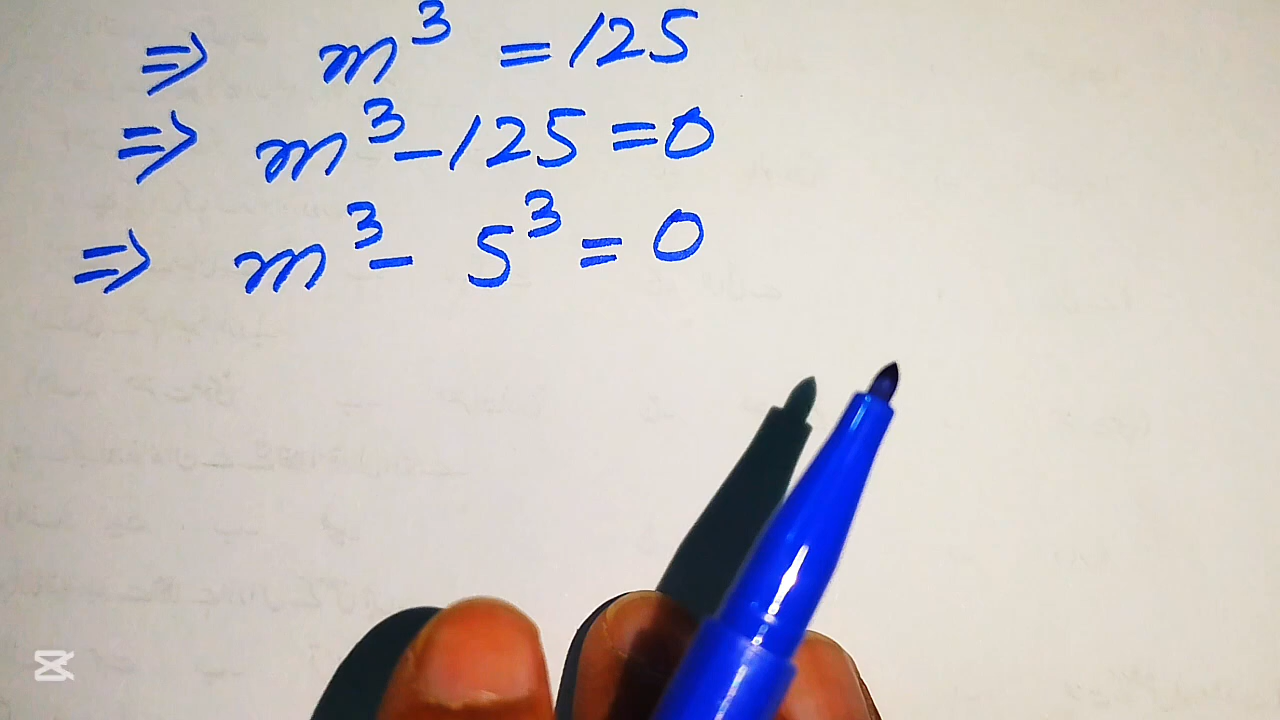 ⇒ m³ = 125
⇒ m³ - 125 = 0
⇒ m³ - 5³ = 0